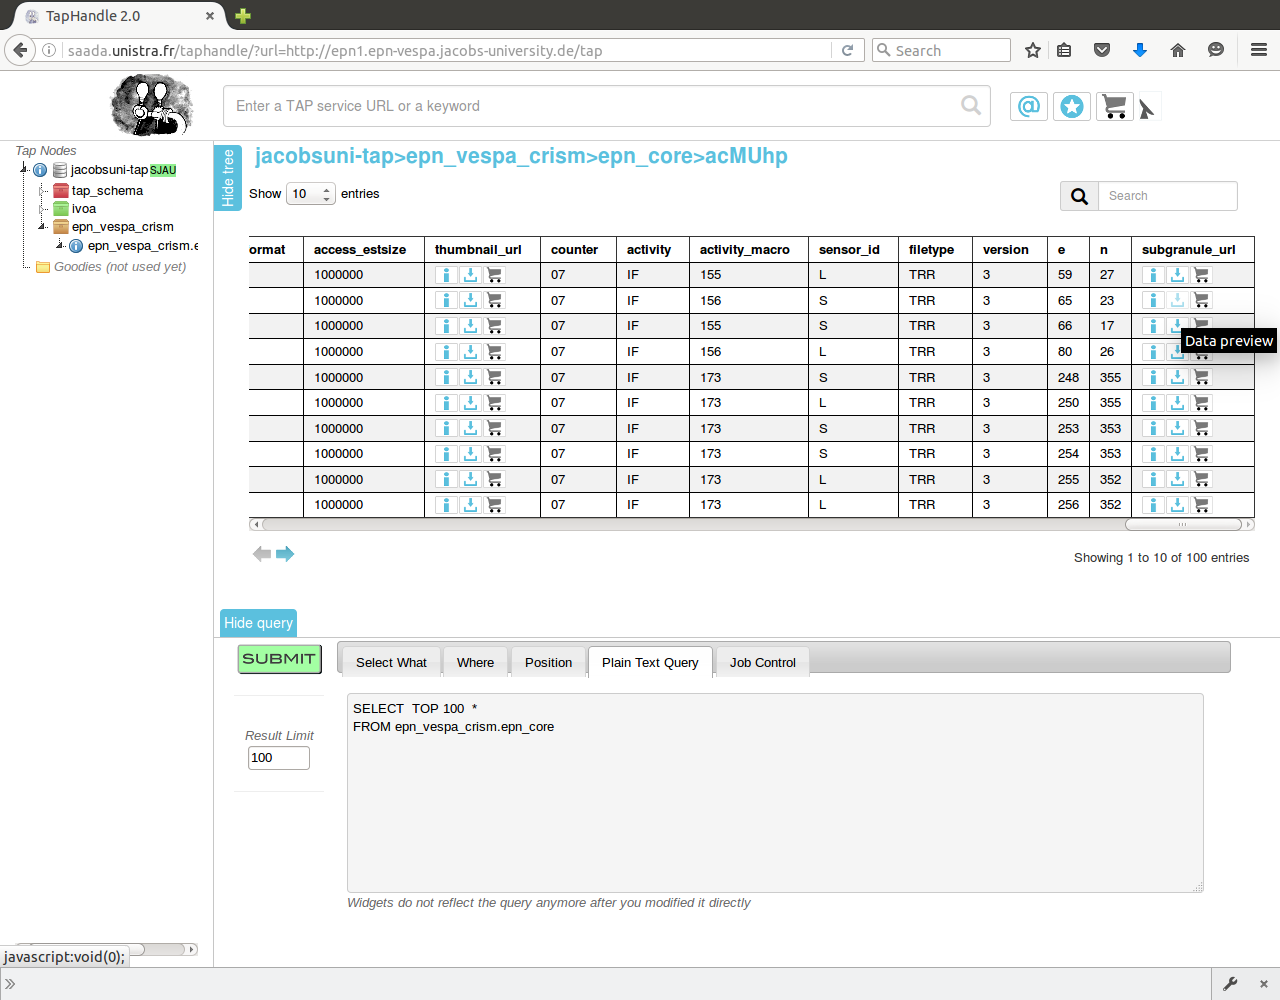 TapHandle 2.0
saada.unistra.fr/taphandle/?url=http://epn1.epn-vespa.jacobs-university.de/tap
Search
Enter a TAP service URL or a keyword
Tap Nodes
jacobsuni-tap SJAU
tap_schema
ivoa
epn_vespa_crism
epn_vespa_crism.e
Goodies (not used yet)
Hide tree
jacobsuni-tap>epn_vespa_crism>epn_core>acMUhp
Show 10 entries
Search
ormat access_estsize thumbnail_url counter activity activity_macro sensor_id filetype version e n subgranule_url
1000000 07 IF 155 L TRR 3 59 27
1000000 07 IF 156 S TRR 3 65 23
1000000 07 IF 155 S TRR 3 66 17
Data preview
1000000 07 IF 156 L TRR 3 80 26
1000000 07 IF 173 S TRR 3 248 355
1000000 07 IF 173 L TRR 3 250 355
1000000 07 IF 173 S TRR 3 253 353
1000000 07 IF 173 S TRR 3 254 353
1000000 07 IF 173 L TRR 3 255 352
1000000 07 IF 173 L TRR 3 256 352
Showing 1 to 10 of 100 entries
Hide query
SUBMIT
Select What Where Position Plain Text Query Job Control
Result Limit
100
SELECT TOP 100 *
FROM epn_vespa_crism.epn_core
Widgets do not reflect the query anymore after you modified it directly
javascript:void(0);